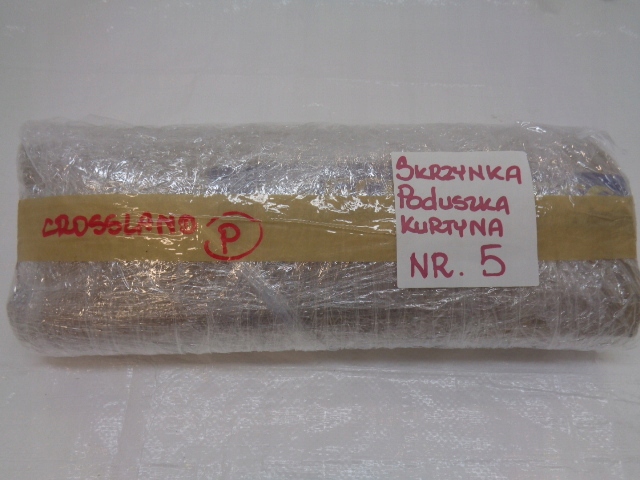 CROSSLAND P
SKRZYNKA
PODUSZKA
KURTYNA
NR. 5